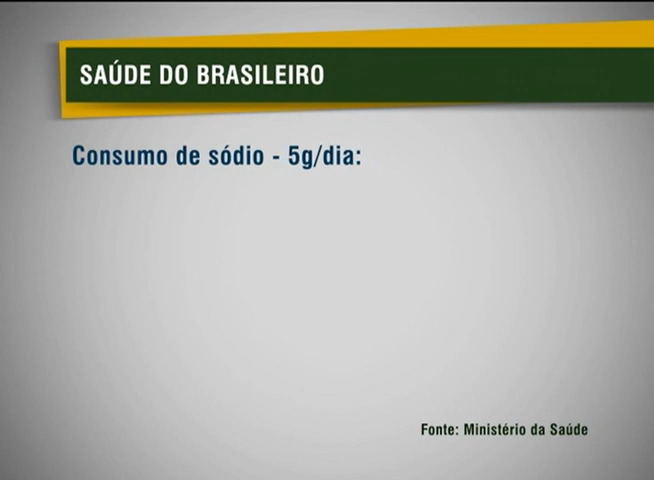 SAÚDE DO BRASILEIRO
Consumo de sódio - 5g/dia:
Fonte: Ministério da Saúde